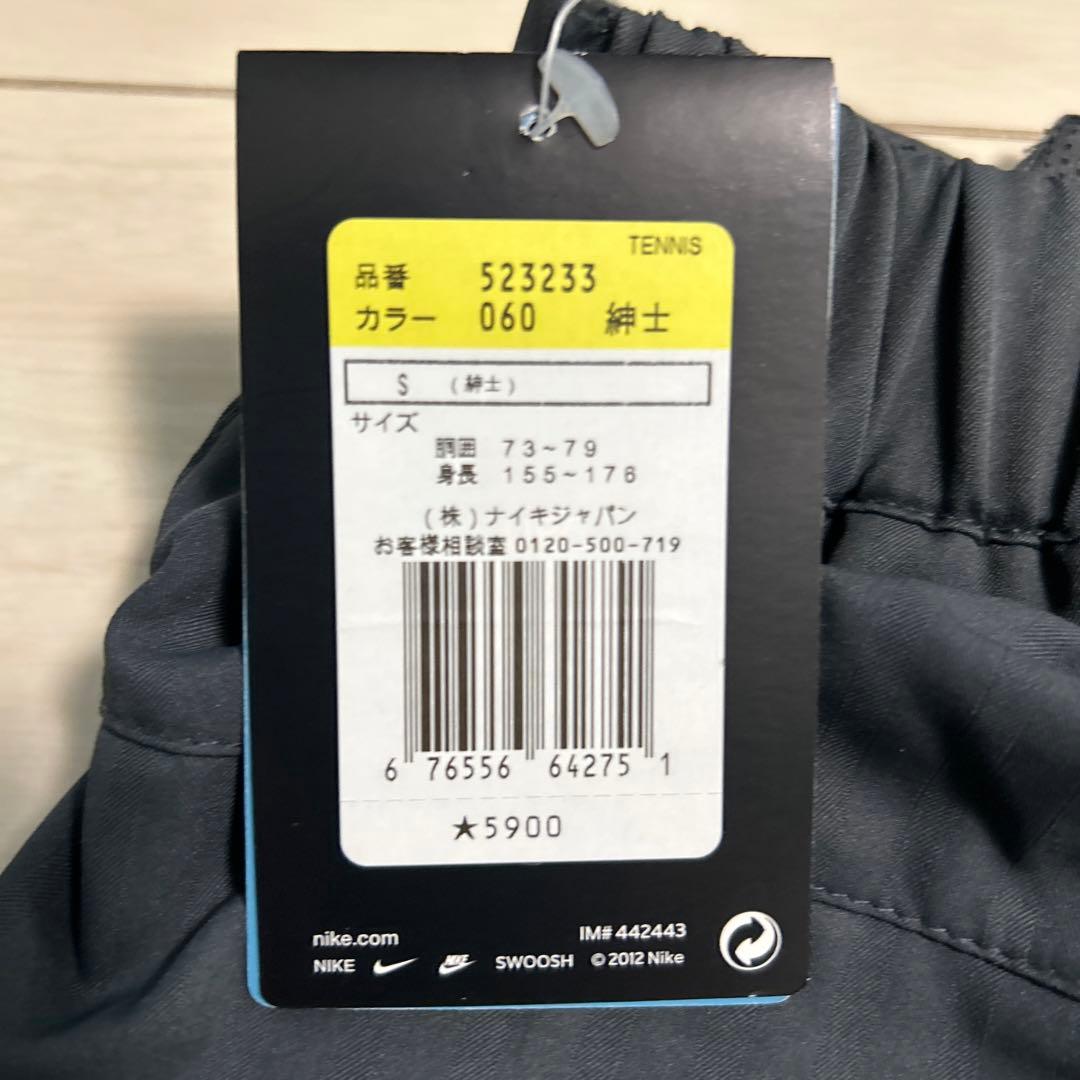 TENNIS
品番 523233
カラー 060 紳士
S (紳士)
サイズ
胴囲 73~79
身長 155~176
(株)ナイキジャパン
お客様相談室 0120-500-719
6 76556 64275 1
★5900
nike.com IM# 442443
NIKE NIKE SWOOSH © 2012 Nike